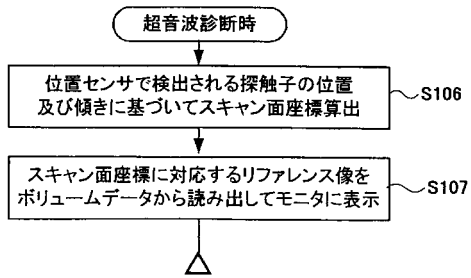 超音波診断時
位置センサで検出される探触子の位置
及び傾きに基づいてスキャン面座標算出
S106
スキャン面座標に対応するリファレンス像を
ボリュームデータから読み出してモニタに表示
S107